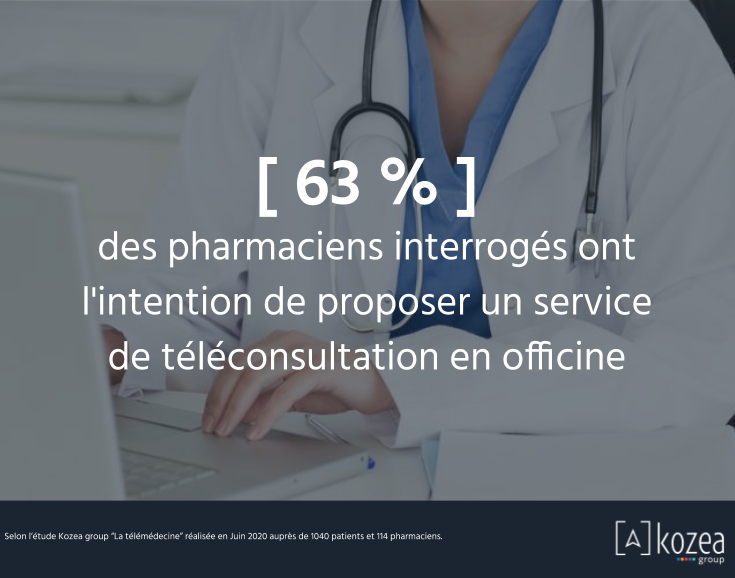 [ 63 % ]
des pharmaciens interrogés ont
l'intention de proposer un service
de téléconsultation en officine
Selon l'étude Kozea group "La télémédecine" réalisée en Juin 2020 auprès de 1040 patients et 114 pharmaciens.
[A] kozea
group